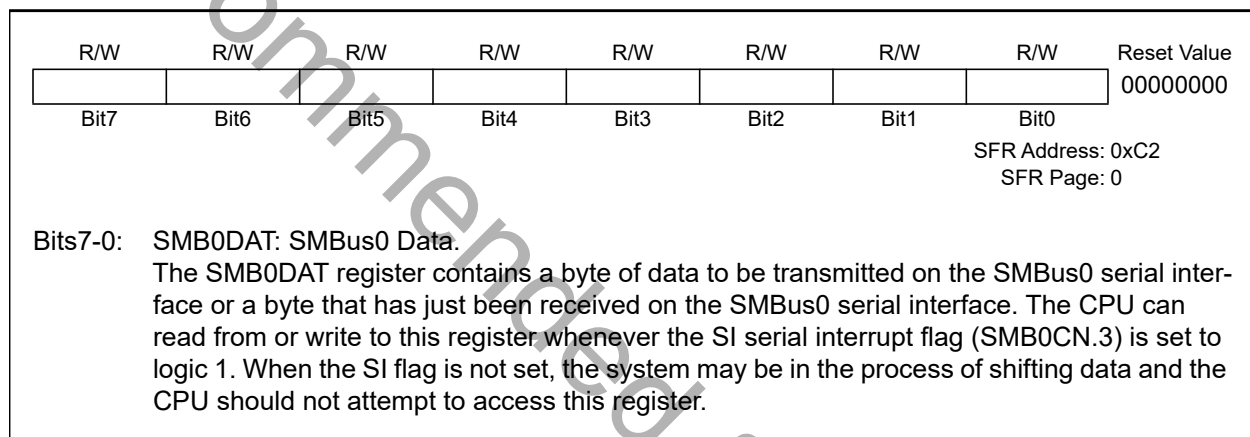 R/W R/W R/W R/W R/W R/W R/W R/W Reset Value
00000000
Bit7 Bit6 Bit5 Bit4 Bit3 Bit2 Bit1 Bit0
SFR Address: 0xC2
SFR Page: 0
Bits7-0: SMB0DAT: SMBus0 Data.
The SMB0DAT register contains a byte of data to be transmitted on the SMBus0 serial inter-
face or a byte that has just been received on the SMBus0 serial interface. The CPU can
read from or write to this register whenever the SI serial interrupt flag (SMB0CN.3) is set to
logic 1. When the SI flag is not set, the system may be in the process of shifting data and the
CPU should not attempt to access this register.
ommended